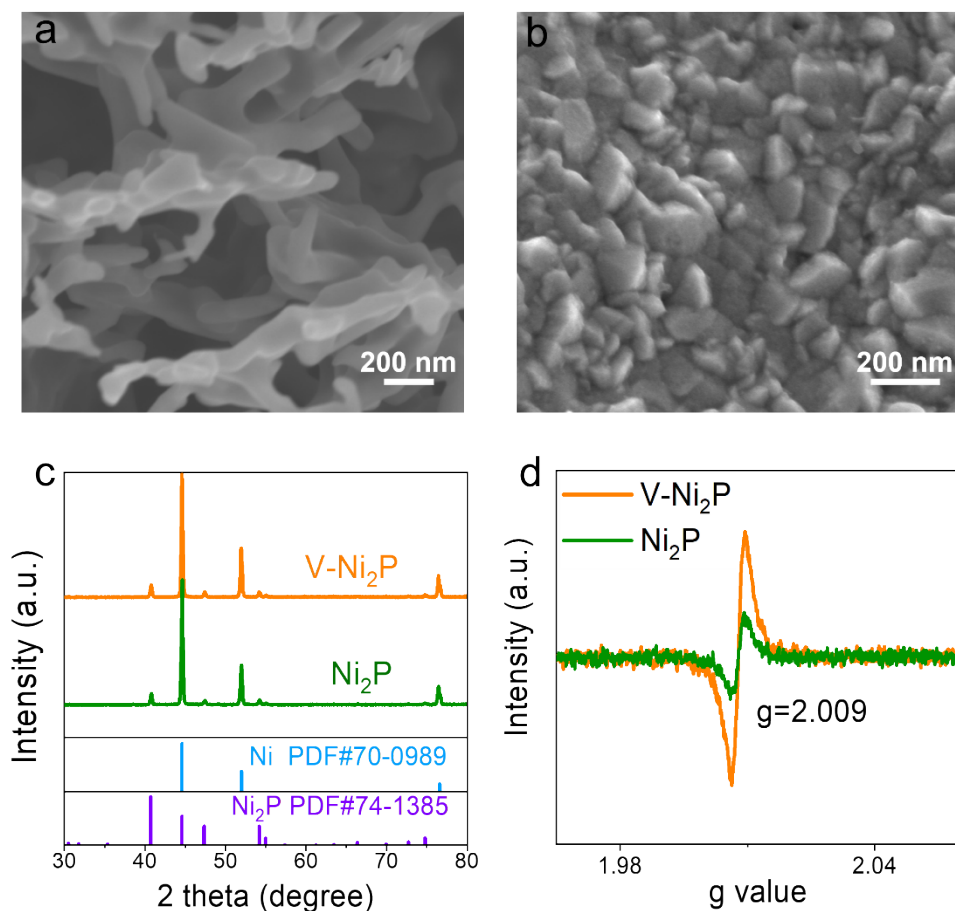 a
200 nm
b
200 nm
c
V-Ni₂P
Ni₂P
Ni PDF#70-0989
Ni₂P PDF#74-1385
Intensity (a.u.)
30 40 50 60 70 80
2 theta (degree)
d
V-Ni₂P
Ni₂P
g=2.009
Intensity (a.u.)
1.98 2.04
g value